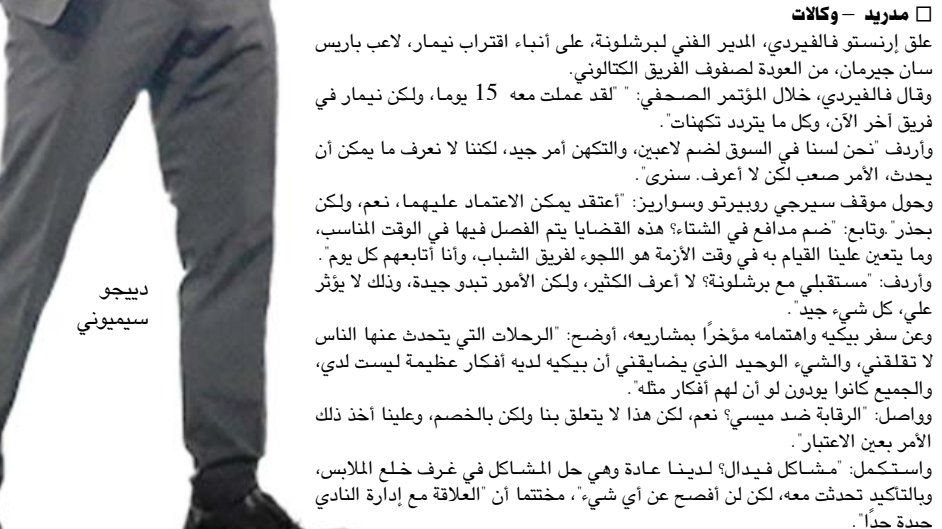 □ مدريد – وكالات
علق إرنستو فالفيردي، المدير الفني لبرشلونة، على أنباء اقتراب نيمار، لاعب باريس
سان جيرمان، من العودة لصفوف الفريق الكتالوني.
وقال فالفيردي، خلال المؤتمر الصحفي: " "لقد عملت معه 15 يوما، ولكن نيمار في
فريق آخر الآن، وكل ما يتردد تكهنات".
وأردف "نحن لسنا في السوق لضم لاعبين، والتكهن أمر جيد، لكننا لا نعرف ما يمكن أن
يحدث، الأمر صعب لكن لا أعرف. سنرى".
وحول موقف سيرجي روبيرتو وسواريز: "أعتقد يمكن الاعتماد عليهما، نعم، ولكن
بحذر".وتابع: "ضم مدافع في الشتاء؟ هذه القضايا يتم الفصل فيها في الوقت المناسب،
وما يتعين علينا القيام به في وقت الأزمة هو اللجوء لفريق الشباب، وأنا أتابعهم كل يوم".
وأردف: "مستقبلي مع برشلونة؟ لا أعرف الكثير، ولكن الأمور تبدو جيدة، وذلك لا يؤثر
علي، كل شيء جيد".
وعن سفر بيكيه واهتمامه مؤخرًا بمشاريعه، أوضح: "الرحلات التي يتحدث عنها الناس
لا تقلقني، والشيء الوحيد الذي يضايقني أن بيكيه لديه أفكار عظيمة ليست لدي،
والجميع كانوا يودون لو أن لهم أفكار مثله".
وواصل: "الرقابة ضد ميسي؟ نعم، لكن هذا لا يتعلق بنا ولكن بالخصم، وعلينا أخذ ذلك
الأمر بعين الاعتبار".
واستكمل: "مشاكل فيدال؟ لدينا عادة وهي حل المشاكل في غرف خلع الملابس،
وبالتأكيد تحدثت معه، لكن لن أفصح عن أي شيء"، مختتما أن "العلاقة مع إدارة النادي
جيدة جدًا".
دييجو
سيميوني